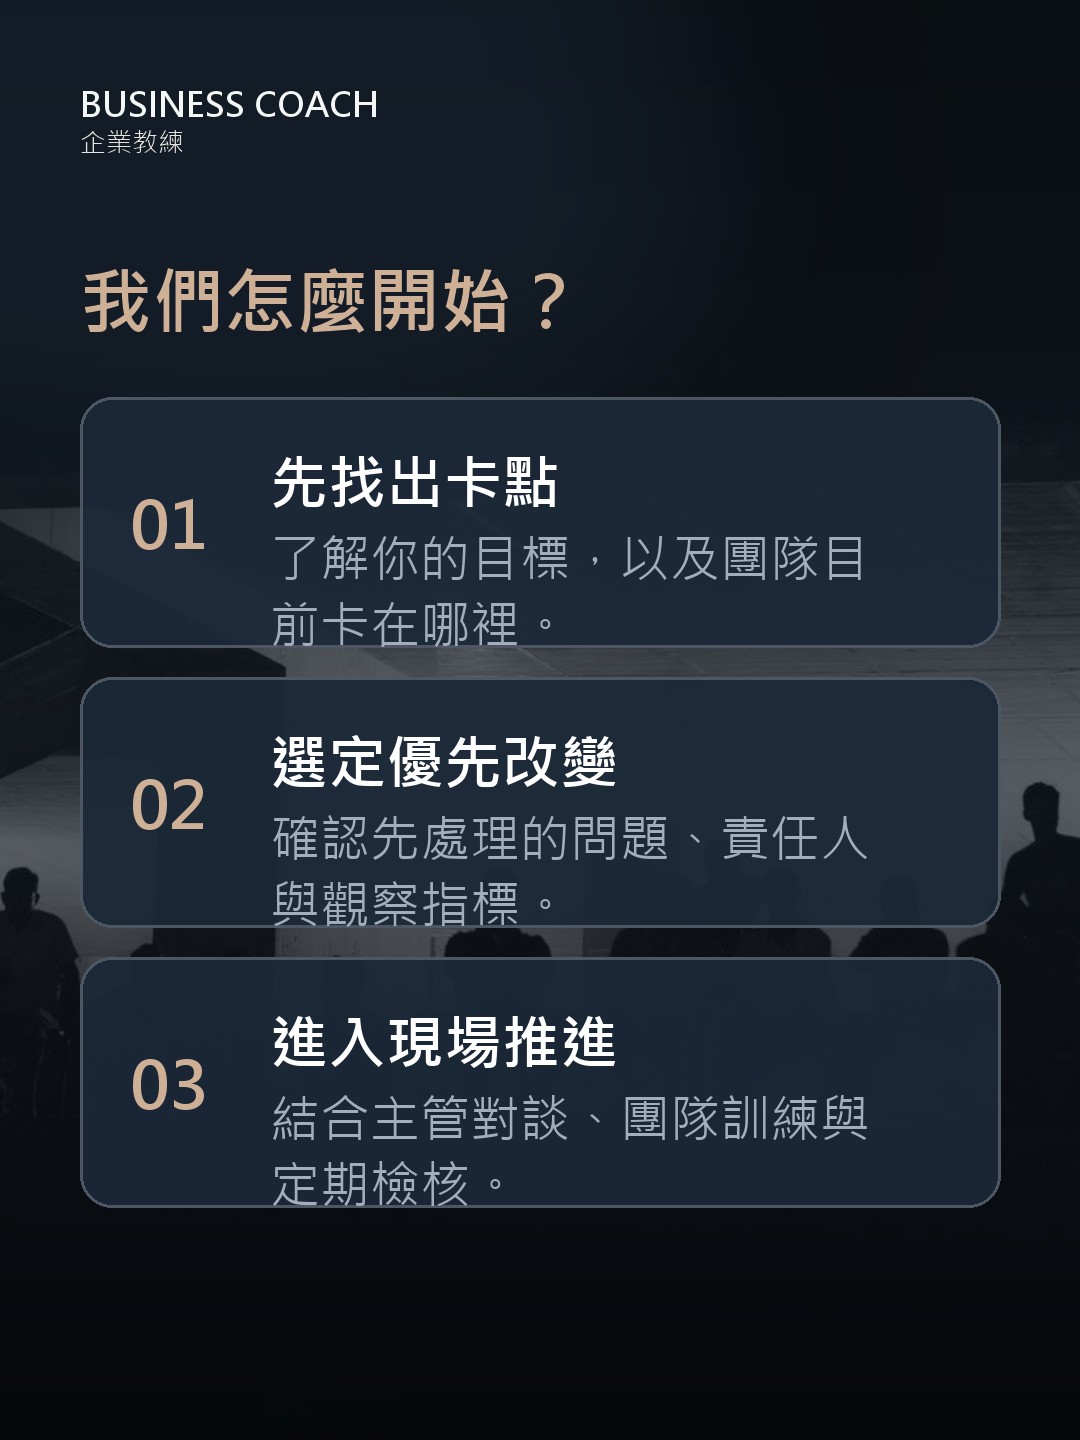 BUSINESS COACH
企業教練
我們怎麼開始？
01
先找出卡點
了解你的目標，以及團隊目
前卡在哪裡。
02
選定優先改變
確認先處理的問題、責任人
與觀察指標。
03
進入現場推進
結合主管對談、團隊訓練與
定期檢核。